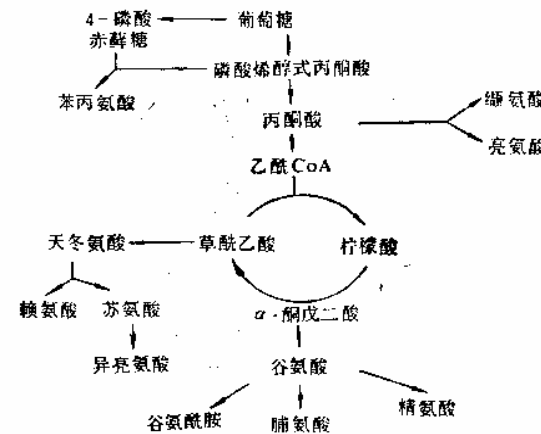 4-磷酸 葡萄糖
赤藓糖
磷酸烯醇式丙酮酸
苯丙氨酸
缬氨酸
丙酮酸
亮氨酸
乙酰CoA
天冬氨酸 草酰乙酸 柠檬酸
赖氨酸 苏氨酸
α-酮戊二酸
异亮氨酸
谷氨酸
谷氨酰胺 脯氨酸 精氨酸